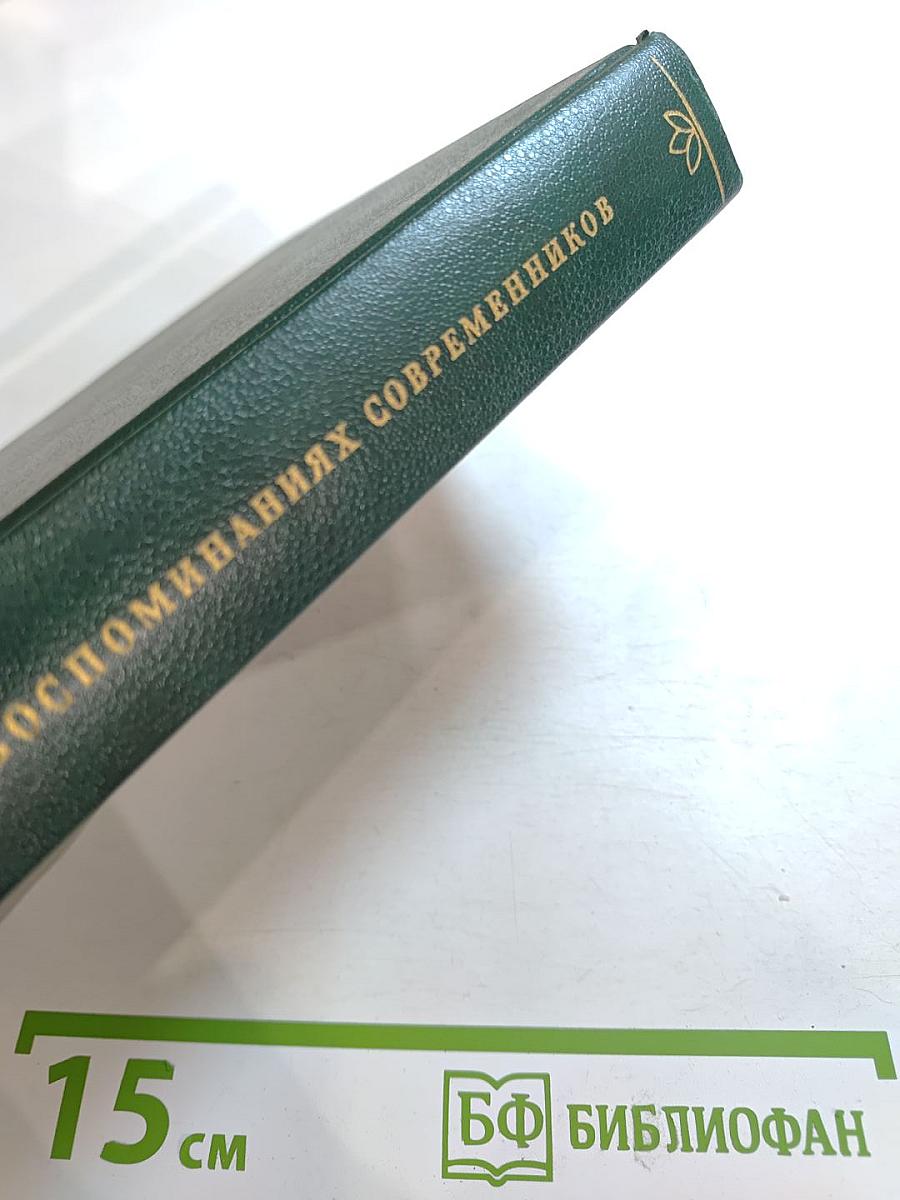 ВОСПОМИНАНИЯХ СОВРЕМЕННИКОВ
15 см
БФ БИБЛИОФАН